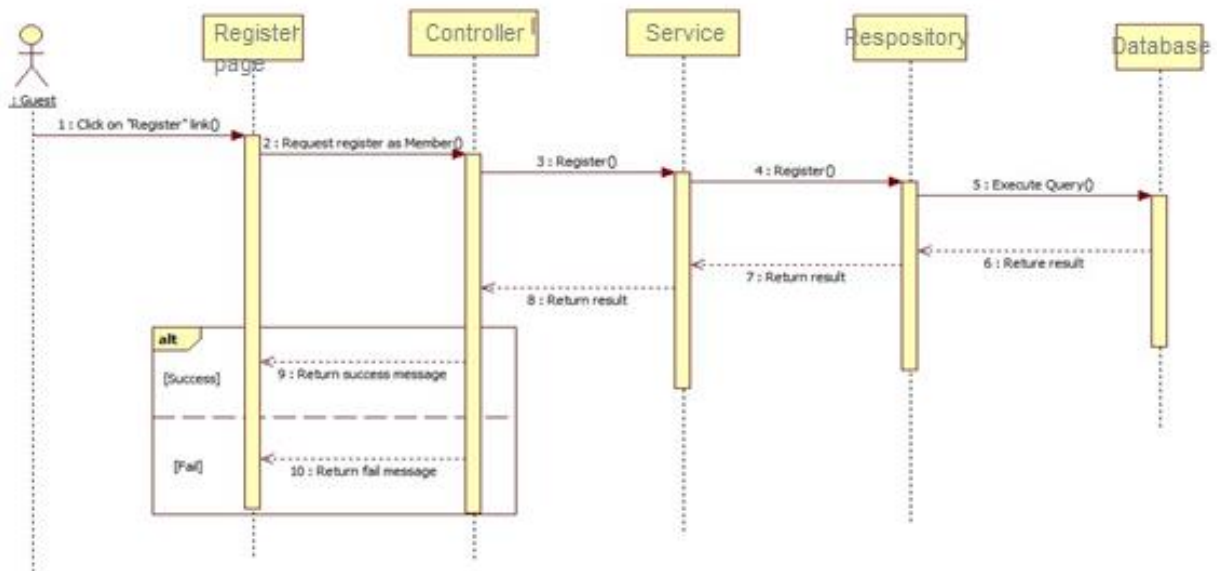 Register
page
Controller
Service
Respository
Database
: Guest
1 : Click on "Register" link()
2 : Request register as Member()
3 : Register()
4 : Register()
5 : Execute Query()
6 : Reture result
7 : Return result
8 : Return result
alt
9 : Return success message
[Success]
[Fail]
10 : Return fail message